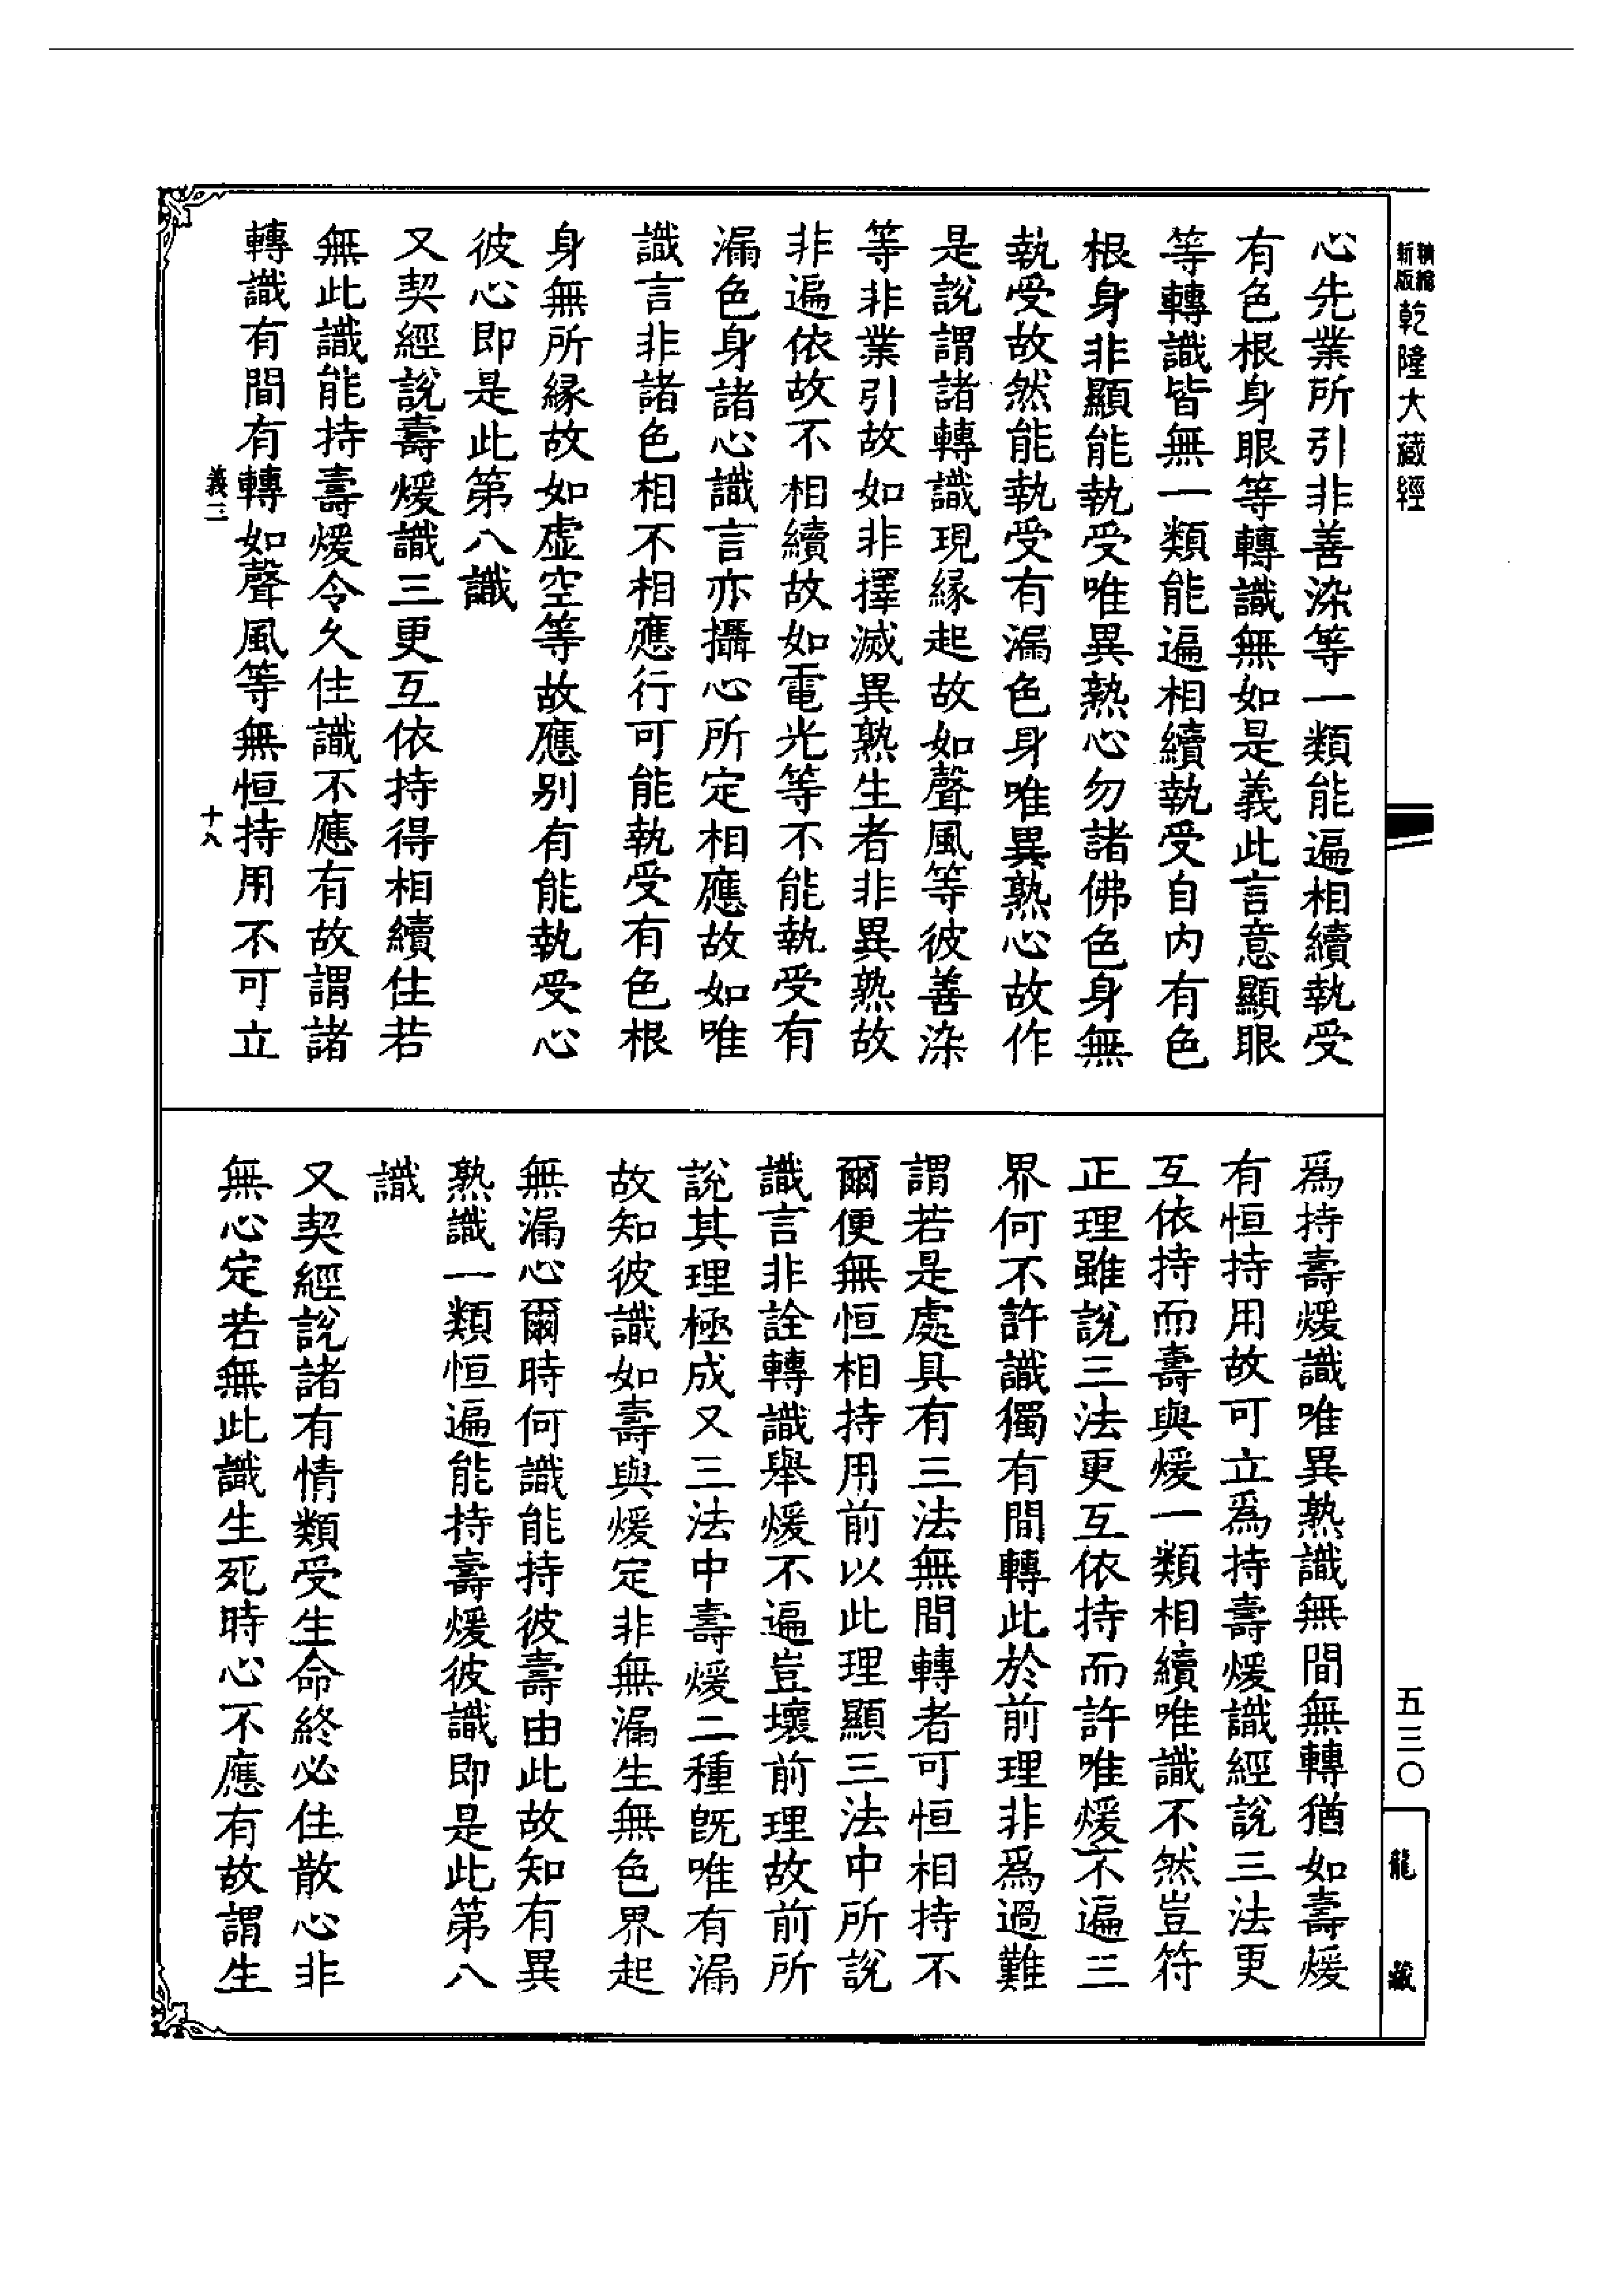 精縮新版乾隆大藏經
心先業所引非善染等一類能遍相續執受
有色根身眼等轉識無如是義此言意顯眼
等轉識皆無一類能遍相續執受自內有色
根身非顯能執受唯異熟心勿諸佛色身無
執受故然能執受有漏色身唯異熟心故作
是說謂諸轉識現緣起故如聲風等彼善染
等非業引故如非擇滅異熟生者非異熟故
非遍依故不相續故如電光等不能執受有
漏色身諸心識言亦攝心所定相應故如唯
識言非諸色相不相應行可能執受有色根
身無所緣故如虛空等故應別有能執受心
彼心即是此第八識
又契經說壽煖識三更互依持得相續住若
無此識能持壽煖令久住識不應有故謂諸
轉識有間有轉如聲風等無恒持用不可立
義三
十八
為持壽煖識唯異熟識無間無轉猶如壽煖
有恒持用故可立為持壽煖識經說三法更
互依持而壽與煖一類相續唯識不然豈符
正理雖說三法更互依持而許唯煖不遍三
界何不許識獨有間轉此於前理非為過難
謂若是處具有三法無間轉者可恒相持不
爾便無恒相持用前以此理顯三法中所說
識言非詮轉識舉煖不遍豈壞前理故前所
說其理極成又三法中壽煖二種既唯有漏
故知彼識如壽與煖定非無漏生無色界起
無漏心爾時何識能持彼壽由此故知有異
熟識一類恒遍能持壽煖彼識即是此第八
識
又契經說諸有情類受生命終必住散心非
無心定若無此識生死時心不應有故謂生
五三〇
龍藏